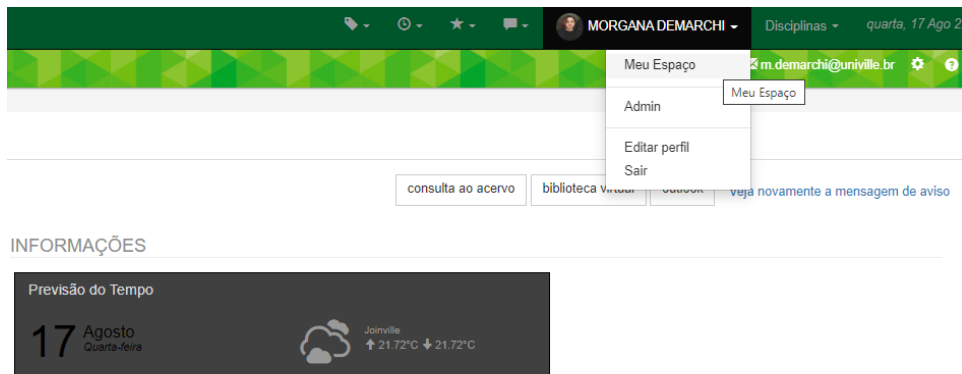 MORGANA DEMARCHI Disciplinas quarta, 17 Ago 2
Meu Espaço m.demarchi@univille.br
Meu Espaço
Admin
Editar perfil
Sair
consulta ao acervo biblioteca virtual outlook Veja novamente a mensagem de aviso
INFORMAÇÕES
Previsão do Tempo
17 Agosto
Quarta-feira
Joinville
21.72°C 21.72°C